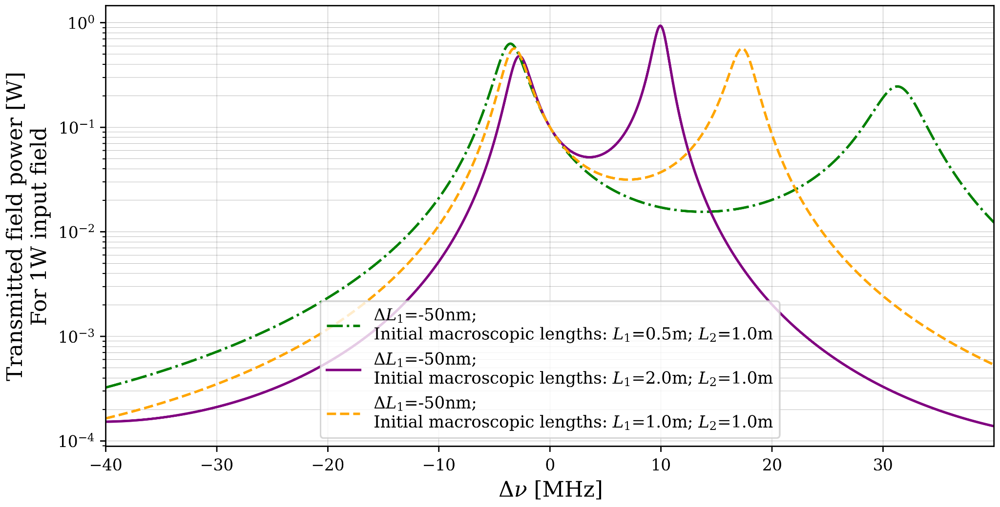 Transmitted field power [W]
For 1W input field
10⁰
10⁻¹
10⁻²
10⁻³
10⁻⁴
ΔL₁=-50nm;
Initial macroscopic lengths: L₁=0.5m; L₂=1.0m
ΔL₁=-50nm;
Initial macroscopic lengths: L₁=2.0m; L₂=1.0m
ΔL₁=-50nm;
Initial macroscopic lengths: L₁=1.0m; L₂=1.0m
−40 −30 −20 −10 0 10 20 30
Δν [MHz]